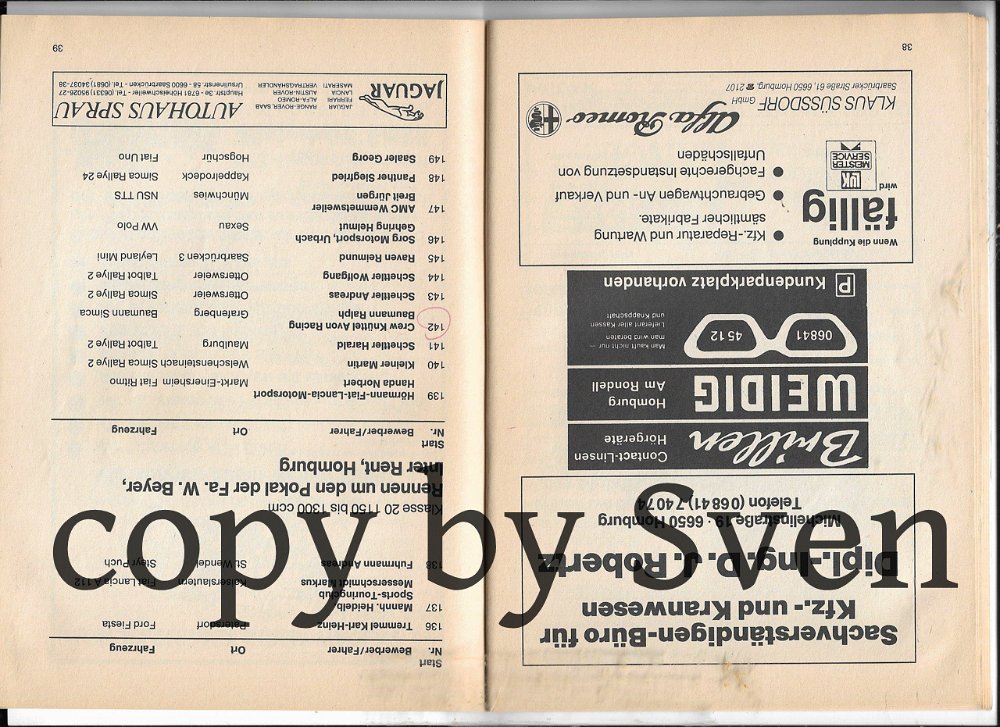 Sachverständigen-Büro für
Kfz.- und Kranwesen
Dipl.-Ing. D. J. Robertz
Michelinstraße 19 · 6650 Homburg
Telefon (06841) 74074
Brillen
Contact-Linsen
Hörgeräte
WEIDIG
Homburg
Am Rondell
06841 4512
Man kauft nicht nur —
man wird beraten
Lieferant aller Kassen
und Knappschaft
P Kundenparkplatz vorhanden
Wenn die Kupplung
fällig
wird
MEISTER
SERVICE
● Kfz.-Reparatur und Wartung
sämtlicher Fabrikate.
● Gebrauchtwagen An- und Verkauf
● Fachgerechte Instandsetzung von
Unfallschäden
Alfa Romeo
KLAUS SÜSSDORF GmbH
Saarbrücker Straße 61, 6650 Homburg, ☎ 2107
38
Start
Nr. Bewerber/Fahrer Ort Fahrzeug
136 Tremmel Karl-Heinz Ratersdorf Ford Fiesta
137 Mannh. Heidelb.
Sports-Touringclub
Messerschmidt Markus Kaiserslautern Fiat Lancia A 112
138 Fuhrmann Andreas St. Wendel Steyr Puch
Klasse 20 1150 bis 1300 ccm
Rennen um den Pokal der Fa. W. Beyer,
Inter Rent, Homburg
Start
Nr. Bewerber/Fahrer Ort Fahrzeug
139 Hörmann-Fiat-Lancia-Motorsport
Handa Norbert Markt-Einersheim Fiat Ritmo
140 Kleiner Martin Welschensteinach Simca Rallye 2
141 Schettler Harald Maulburg Talbot Rallye 2
142 Crew Knüttel Avon Racing
Baumann Ralph Grafenberg Baumann Simca
143 Schettler Andreas Ottersweier Simca Rallye 2
144 Schettler Wolfgang Ottersweier Talbot Rallye 2
145 Raven Reimund Saarbrücken 3 Leyland Mini
146 Sorg Motorsport, Urbach,
Gehring Helmut Sexau VW Polo
147 AMC Wemmetsweiler
Breit Jürgen Münchwies NSU TTS
148 Panther Siegfried Kappelrodeck Simca Rallye 24
149 Saaler Georg Hogschür Fiat Uno
JAGUAR
JAGUAR
FERRARI
LANCIA
MASERATI
RANGE-ROVER, SAAB
ALFA-ROMEO
AUSTIN-ROVER
VERTRAGSHÄNDLER
AUTOHAUS SPRAU
Hauptstr. 3e 6781 Höheischweiler - Tel. (06331) 95026-27
Ursulinenstr. 58 - 6600 Saarbrücken - Tel. (0681) 34037-38
39
copy by Sven